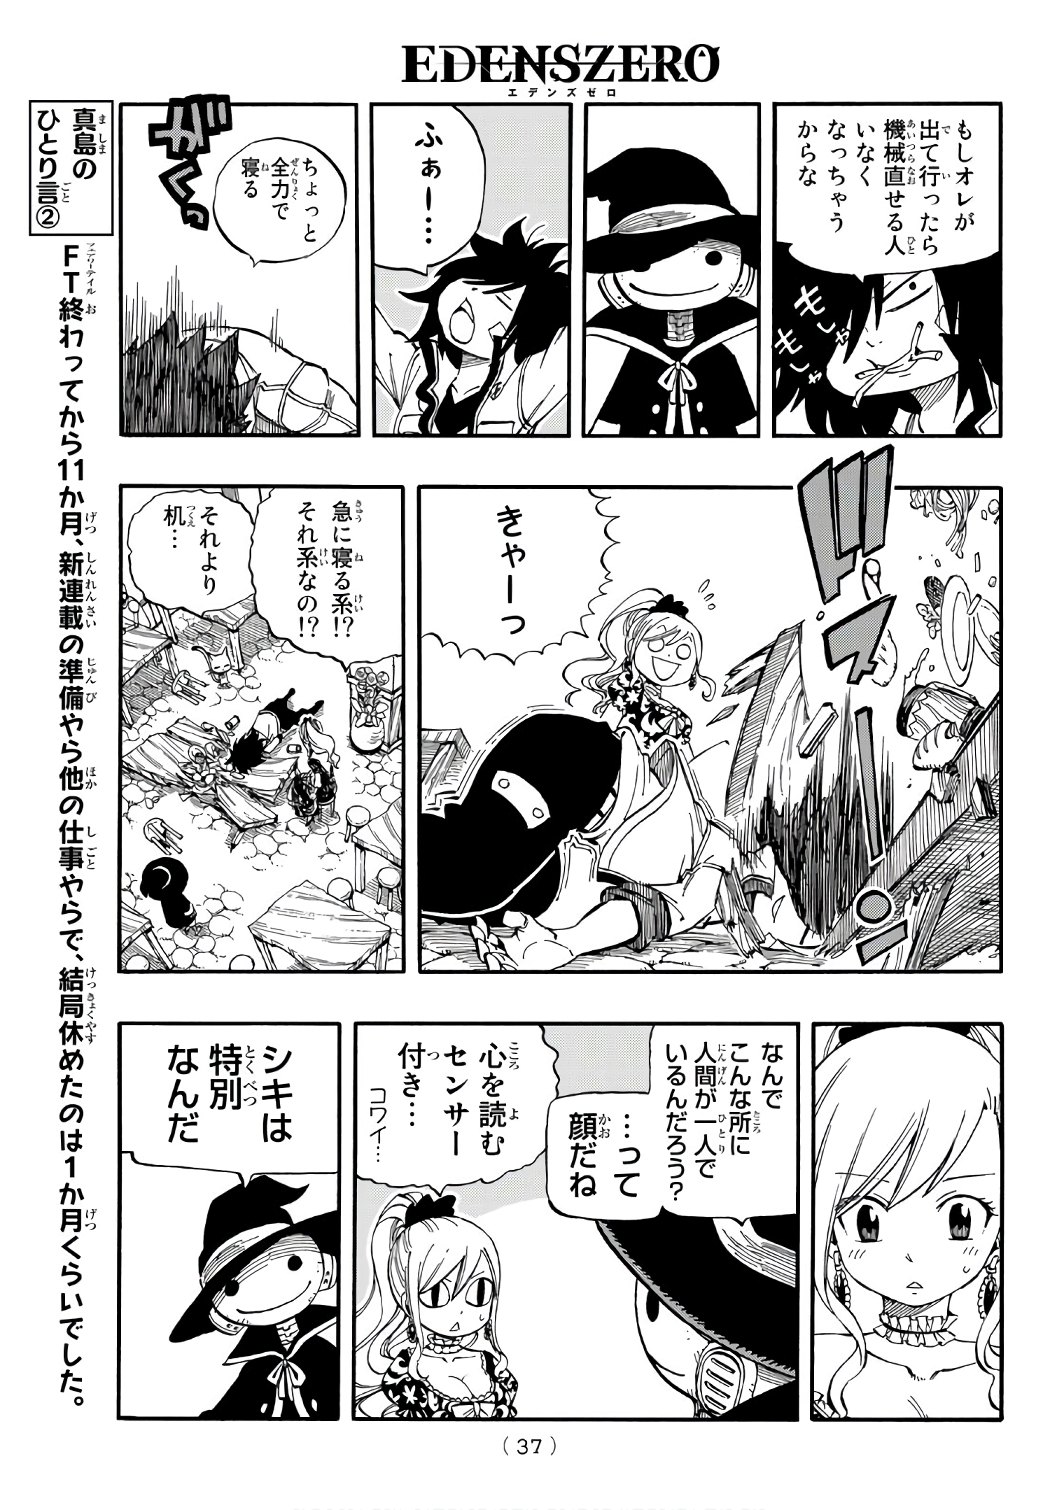 EDENSZERO
エデンズゼロ
もしオレが
出て行ったら
機械直せる人
いなく
なっちゃう
からな
もしゃ
もしゃ
ふぁー…
ちょっと
全力で
寝る
きゃーっ
急に寝る系!?
それ系なの!?
それより
机…
なんで
こんな所に
人間が一人で
いるんだろう?
…って
顔だね
心を読む
センサー
付き…
コワイ…
シキは
特別
なんだ
真島の
ひとり言②
FT終わってから11か月、新連載の準備やら他の仕事やらで、結局休めたのは1か月くらいでした。
(37)